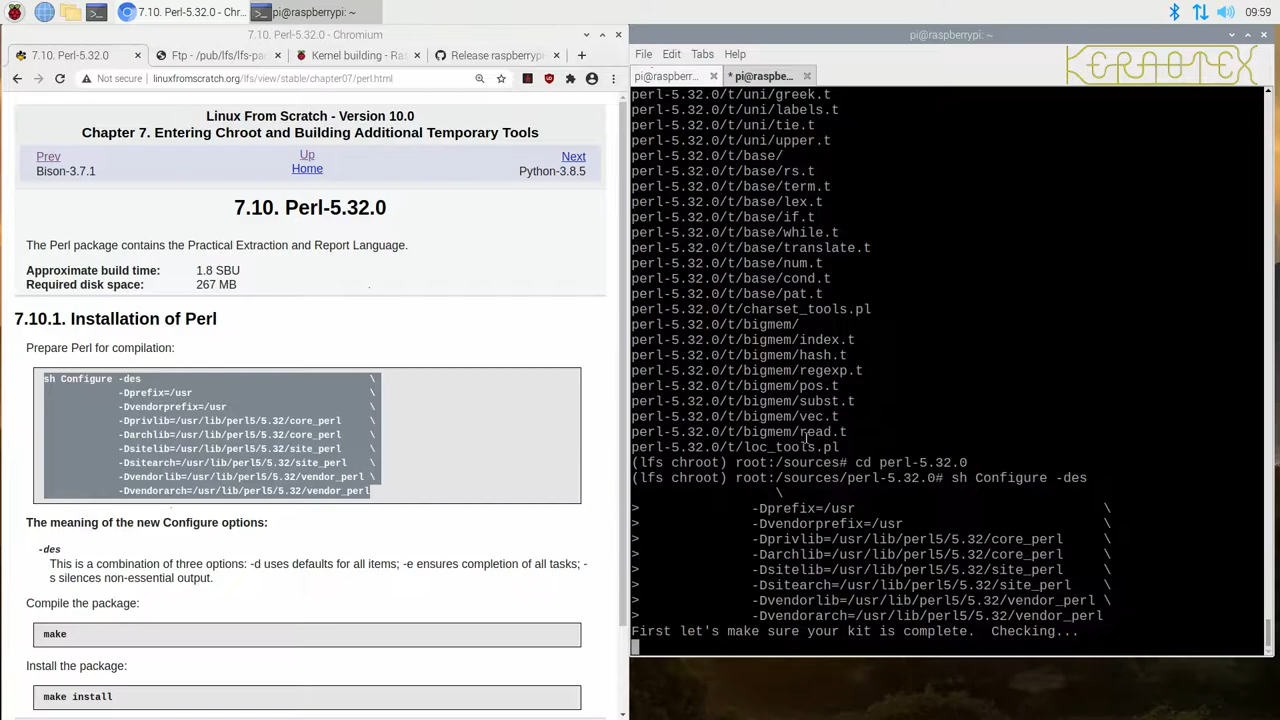 7.10. Perl-5.32.0 - Chr...
pi@raspberrypi: ~
09:59
7.10. Perl-5.32.0 - Chromium
7.10. Perl-5.32.0
Ftp - /pub/lfs/lfs-pa
Kernel building - Ras
Release raspberryp
Not secure | linuxfromscratch.org/lfs/view/stable/chapter07/perl.html
Linux From Scratch - Version 10.0
Chapter 7. Entering Chroot and Building Additional Temporary Tools
Prev
Up
Next
Bison-3.7.1
Home
Python-3.8.5
7.10. Perl-5.32.0
The Perl package contains the Practical Extraction and Report Language.
Approximate build time: 1.8 SBU
Required disk space: 267 MB
7.10.1. Installation of Perl
Prepare Perl for compilation:
sh Configure -des \
-Dprefix=/usr \
-Dvendorprefix=/usr \
-Dprivlib=/usr/lib/perl5/5.32/core_perl \
-Darchlib=/usr/lib/perl5/5.32/core_perl \
-Dsitelib=/usr/lib/perl5/5.32/site_perl \
-Dsitearch=/usr/lib/perl5/5.32/site_perl \
-Dvendorlib=/usr/lib/perl5/5.32/vendor_perl \
-Dvendorarch=/usr/lib/perl5/5.32/vendor_perl
The meaning of the new Configure options:
-des
This is a combination of three options: -d uses defaults for all items; -e ensures completion of all tasks; -
s silences non-essential output.
Compile the package:
make
Install the package:
make install
pi@raspberrypi: ~
File Edit Tabs Help
KEROOTEX
pi@raspberr...
* pi@raspbe...
perl-5.32.0/t/uni/greek.t
perl-5.32.0/t/uni/labels.t
perl-5.32.0/t/uni/tie.t
perl-5.32.0/t/uni/upper.t
perl-5.32.0/t/base/
perl-5.32.0/t/base/rs.t
perl-5.32.0/t/base/term.t
perl-5.32.0/t/base/lex.t
perl-5.32.0/t/base/if.t
perl-5.32.0/t/base/while.t
perl-5.32.0/t/base/translate.t
perl-5.32.0/t/base/num.t
perl-5.32.0/t/base/cond.t
perl-5.32.0/t/base/pat.t
perl-5.32.0/t/charset_tools.pl
perl-5.32.0/t/bigmem/
perl-5.32.0/t/bigmem/index.t
perl-5.32.0/t/bigmem/hash.t
perl-5.32.0/t/bigmem/regexp.t
perl-5.32.0/t/bigmem/pos.t
perl-5.32.0/t/bigmem/subst.t
perl-5.32.0/t/bigmem/vec.t
perl-5.32.0/t/bigmem/read.t
perl-5.32.0/t/loc_tools.pl
(lfs chroot) root:/sources# cd perl-5.32.0
(lfs chroot) root:/sources/perl-5.32.0# sh Configure -des
\
> -Dprefix=/usr \
> -Dvendorprefix=/usr \
> -Dprivlib=/usr/lib/perl5/5.32/core_perl \
> -Darchlib=/usr/lib/perl5/5.32/core_perl \
> -Dsitelib=/usr/lib/perl5/5.32/site_perl \
> -Dsitearch=/usr/lib/perl5/5.32/site_perl \
> -Dvendorlib=/usr/lib/perl5/5.32/vendor_perl \
> -Dvendorarch=/usr/lib/perl5/5.32/vendor_perl
First let's make sure your kit is complete. Checking...